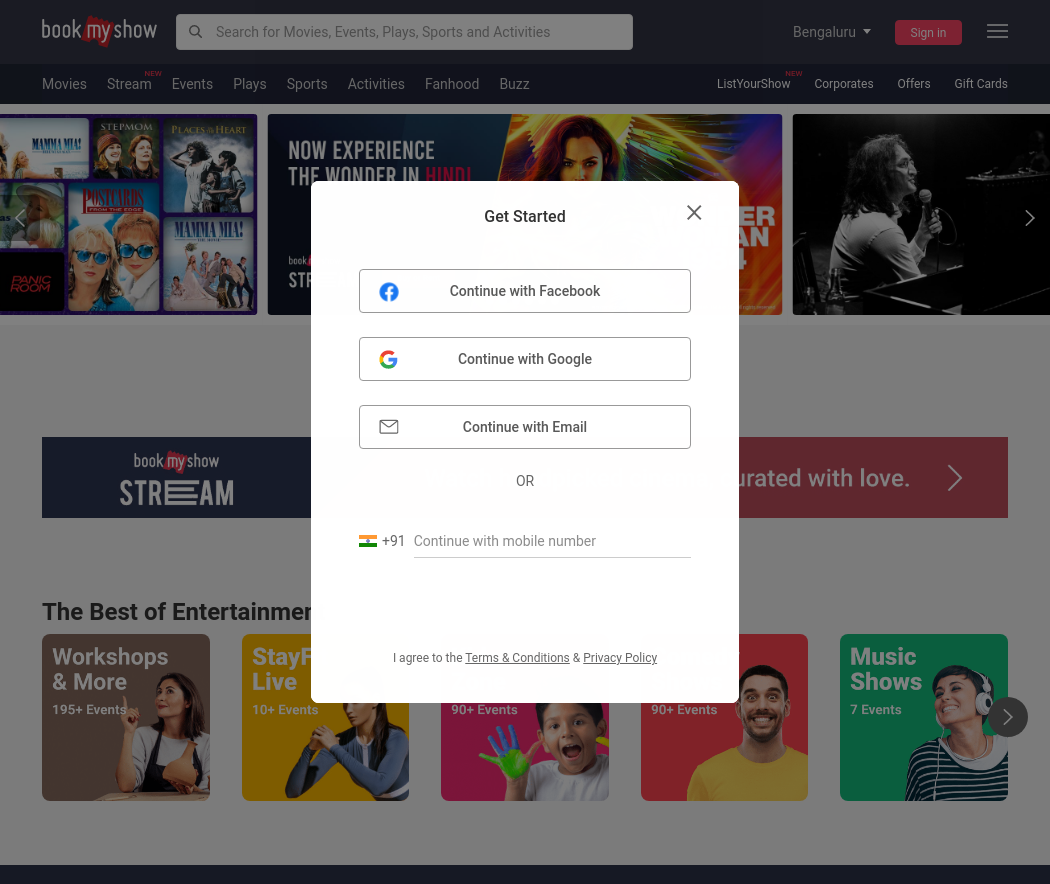 book my show
Search for Movies, Events, Plays, Sports and Activities
Bengaluru
Sign in
Movies
Stream
NEW
Events
Plays
Sports
Activities
Fanhood
Buzz
ListYourShow
NEW
Corporates
Offers
Gift Cards
MAMMA MIA!
STEPMOM
PLACES IN THE HEART
POSTCARDS
FROM THE EDGE
MAMMA MIA!
PANIC
ROOM
NOW EXPERIENCE
THE WONDER IN HINDI
Get Started
Continue with Facebook
Continue with Google
Continue with Email
OR
+91 Continue with mobile number
I agree to the Terms & Conditions & Privacy Policy
book my show
STREAM
urated with love.
The Best of Entertainmen
Workshops
& More
195+ Events
StayF
Live
10+ Events
90+ Events
90+ Events
Music
Shows
7 Events